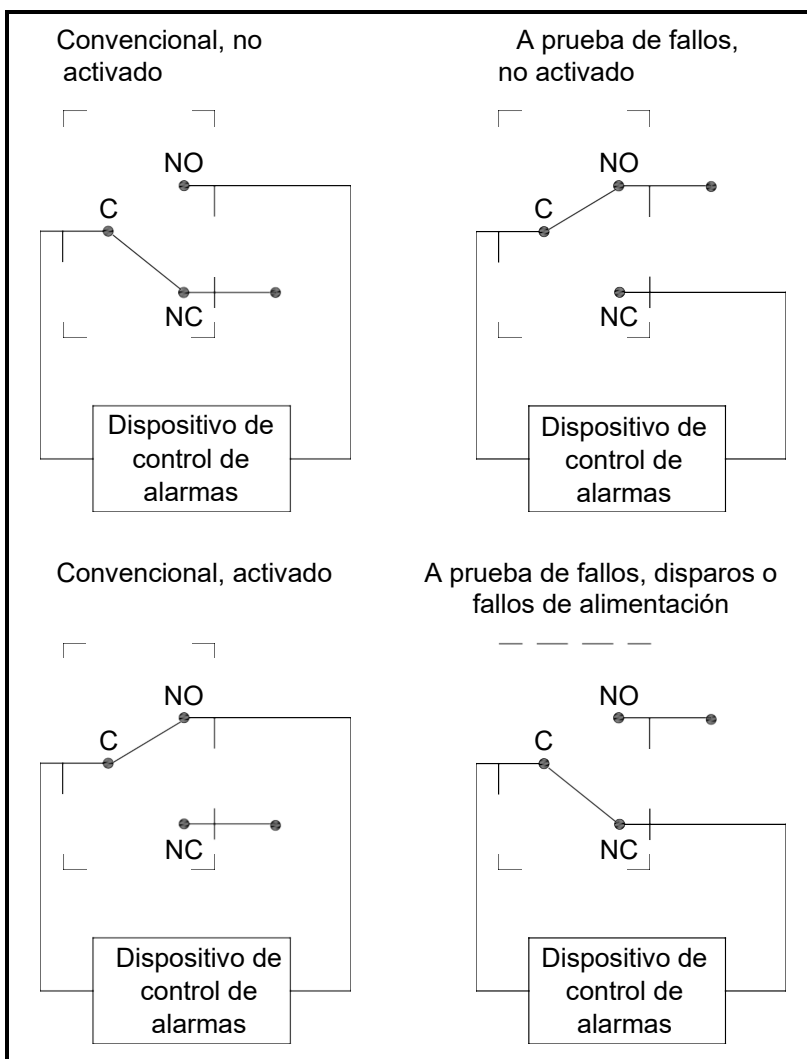 Convencional, no
activado
NO
C
NC
Dispositivo de
control de
alarmas
A prueba de fallos,
no activado
NO
C
NC
Dispositivo de
control de
alarmas
Convencional, activado
NO
C
NC
Dispositivo de
control de
alarmas
A prueba de fallos, disparos o
fallos de alimentación
NO
C
NC
Dispositivo de
control de
alarmas